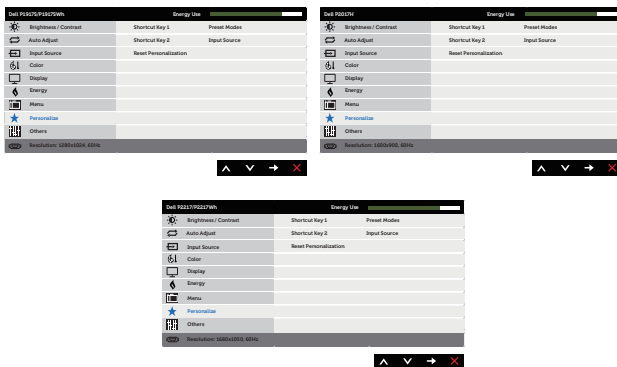 Dell P1917S/P1917SWh Energy Use
Brightness / Contrast Shortcut Key 1 Preset Modes
Auto Adjust Shortcut Key 2 Input Source
Input Source Reset Personalization
Color
Display
Energy
Menu
Personalize
Others
Resolution: 1280x1024, 60Hz
Dell P2017H Energy Use
Brightness / Contrast Shortcut Key 1 Preset Modes
Auto Adjust Shortcut Key 2 Input Source
Input Source Reset Personalization
Color
Display
Energy
Menu
Personalize
Others
Resolution: 1600x900, 60Hz
Dell P2217/P2217Wh Energy Use
Brightness / Contrast Shortcut Key 1 Preset Modes
Auto Adjust Shortcut Key 2 Input Source
Input Source Reset Personalization
Color
Display
Energy
Menu
Personalize
Others
Resolution: 1680x1050, 60Hz